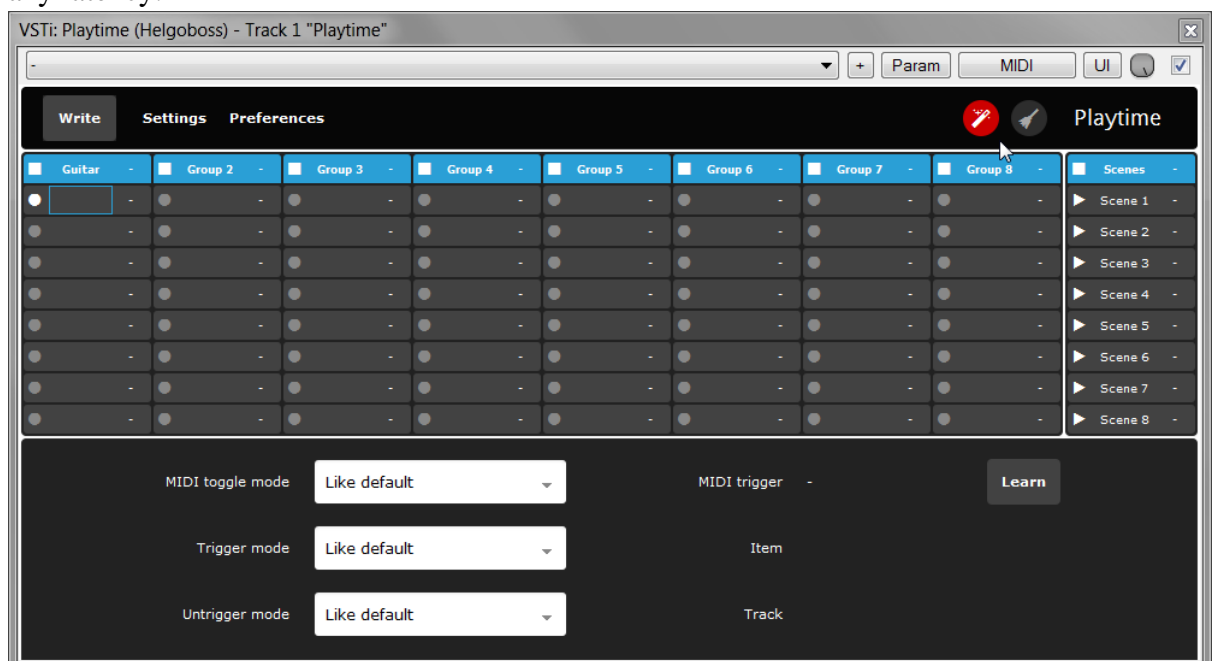 VSTi: Playtime (Helgoboss) - Track 1 "Playtime"
- + Param MIDI UI
Write Settings Preferences Playtime
Guitar - Group 2 - Group 3 - Group 4 - Group 5 - Group 6 - Group 7 - Group 8 - Scenes -
- - - - - - - - Scene 1 -
- - - - - - - - Scene 2 -
- - - - - - - - Scene 3 -
- - - - - - - - Scene 4 -
- - - - - - - - Scene 5 -
- - - - - - - - Scene 6 -
- - - - - - - - Scene 7 -
- - - - - - - - Scene 8 -
MIDI toggle mode Like default MIDI trigger - Learn
Trigger mode Like default Item
Untrigger mode Like default Track